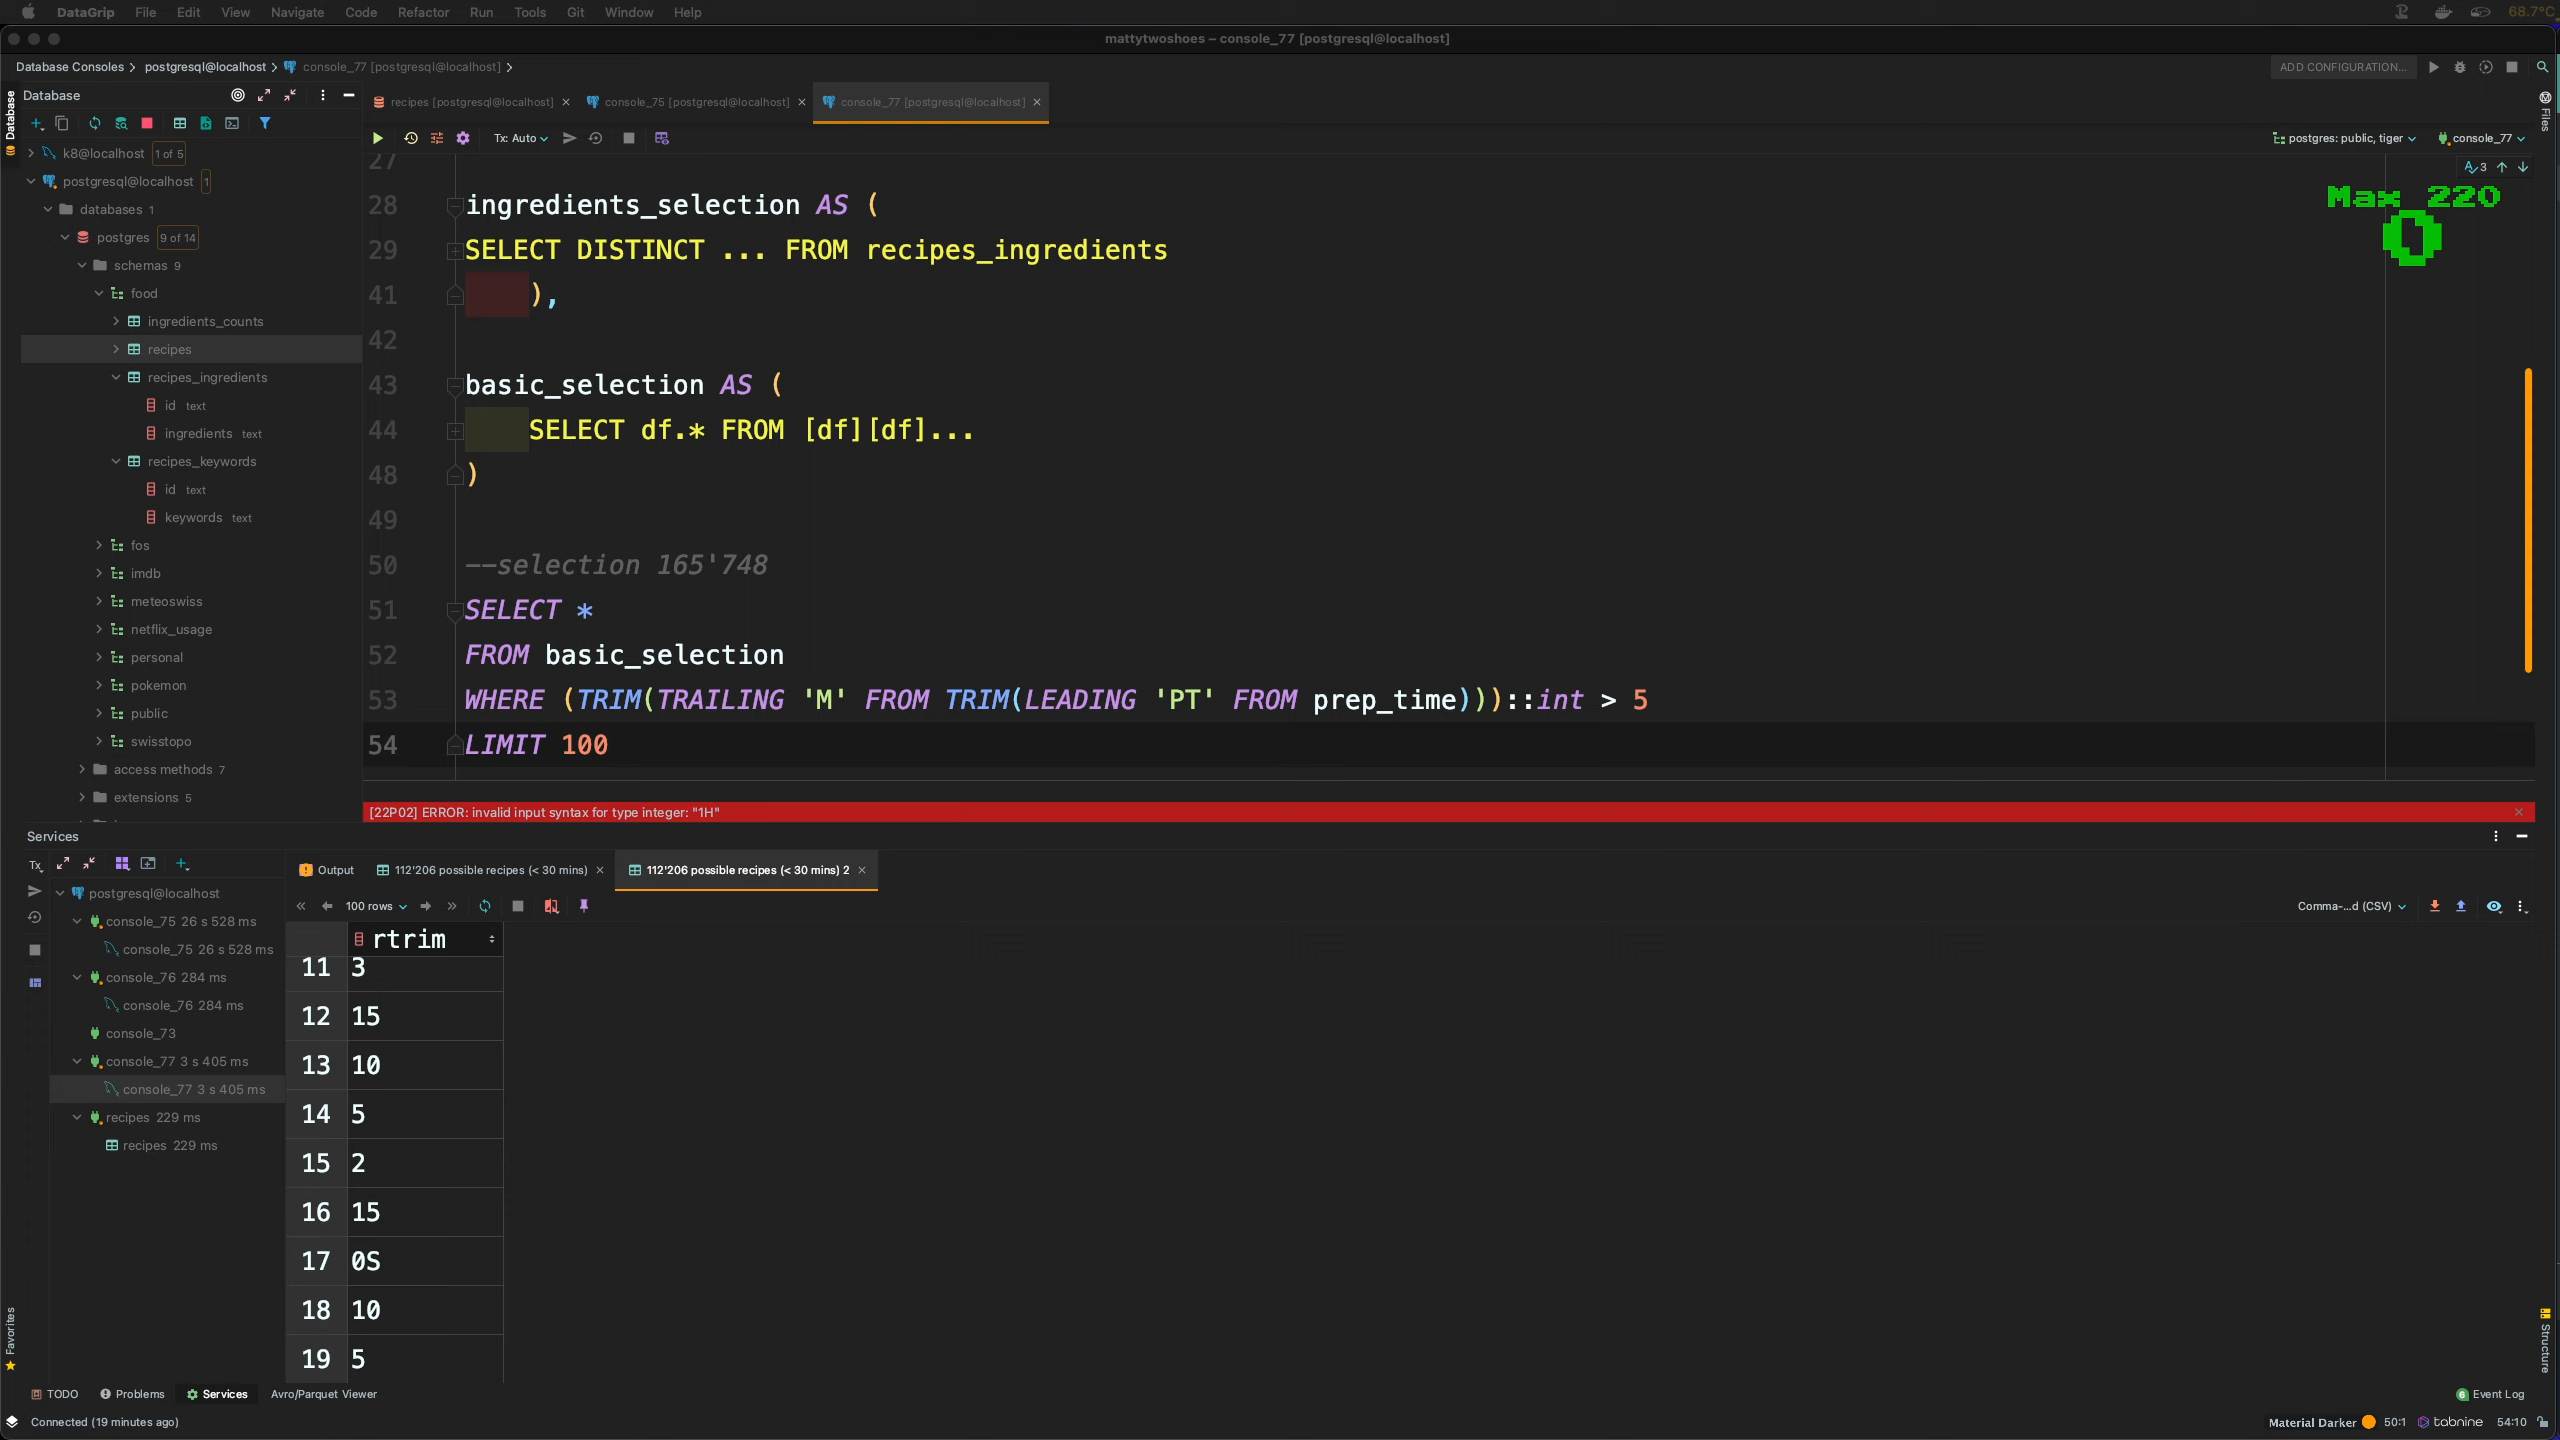 DataGrip File Edit View Navigate Code Refactor Run Tools Git Window Help 68.7°C
mattytwoshoes – console_77 [postgresql@localhost]
Database Consoles postgresql@localhost console_77 [postgresql@localhost] ADD CONFIGURATION...
Database
Database
Files
recipes [postgresql@localhost] console_75 [postgresql@localhost] console_77 [postgresql@localhost]
Tx: Auto postgres: public, tiger console_77
k8@localhost 1 of 5
postgresql@localhost 1
databases 1
postgres 9 of 14
schemas 9
food
ingredients_counts
recipes
recipes_ingredients
id text
ingredients text
recipes_keywords
id text
keywords text
fos
imdb
meteoswiss
netflix_usage
personal
pokemon
public
swisstopo
access methods 7
extensions 5
3
Max 220
0
27
28 ingredients_selection AS (
29 SELECT DISTINCT ... FROM recipes_ingredients
41 ),
42
43 basic_selection AS (
44 SELECT df.* FROM [df][df]...
48 )
49
50 --selection 165'748
51 SELECT *
52 FROM basic_selection
53 WHERE (TRIM(TRAILING 'M' FROM TRIM(LEADING 'PT' FROM prep_time)))::int > 5
54 LIMIT 100
[22P02] ERROR: invalid input syntax for type integer: "1H"
Services
Tx
Output 112'206 possible recipes (< 30 mins) 112'206 possible recipes (< 30 mins) 2
100 rows Comma-...d (CSV)
postgresql@localhost
console_75 26 s 528 ms
console_75 26 s 528 ms
console_76 284 ms
console_76 284 ms
console_73
console_77 3 s 405 ms
console_77 3 s 405 ms
recipes 229 ms
recipes 229 ms
rtrim
11 3
12 15
13 10
14 5
15 2
16 15
17 0S
18 10
19 5
Favorites
Structure
TODO Problems Services Avro/Parquet Viewer 6 Event Log
Connected (19 minutes ago) Material Darker 50:1 tabnine 54:10